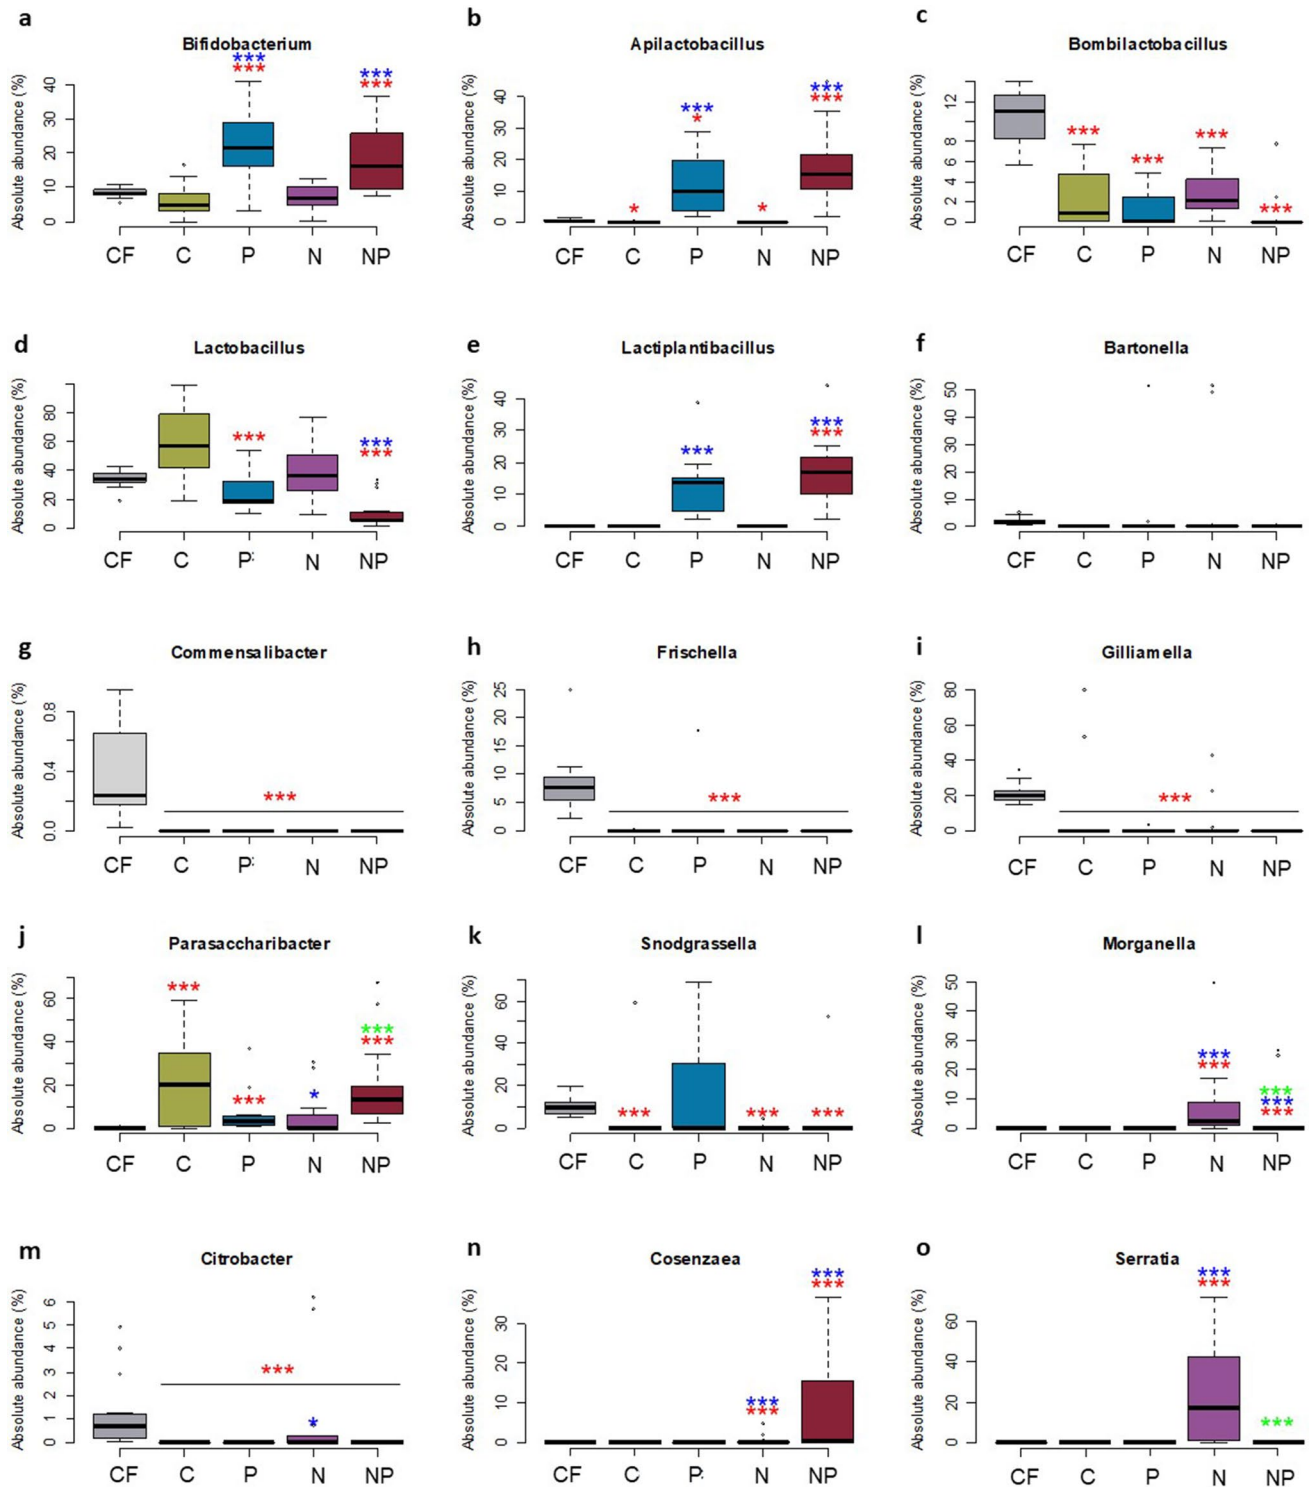 a
Bifidobacterium
Absolute abundance (%)
40
30
20
10
0
***
***
***
***
CF C P N NP
b
Apilactobacillus
Absolute abundance (%)
40
30
20
10
0
*
***
*
*
***
***
CF C P N NP
c
Bombilactobacillus
Absolute abundance (%)
12
8
6
4
2
0
***
***
***
***
CF C P N NP
d
Lactobacillus
Absolute abundance (%)
80
60
40
20
0
***
***
***
CF C P N NP
e
Lactiplantibacillus
Absolute abundance (%)
40
30
20
10
0
***
***
***
CF C P N NP
f
Bartonella
Absolute abundance (%)
50
40
30
20
10
0
CF C P N NP
g
Commensalibacter
Absolute abundance (%)
0.8
0.4
0.0
***
CF C P N NP
h
Frischella
Absolute abundance (%)
25
20
15
10
5
0
***
CF C P N NP
i
Gilliamella
Absolute abundance (%)
80
60
40
20
0
***
CF C P N NP
j
Parasaccharibacter
Absolute abundance (%)
60
40
20
0
***
***
*
***
***
CF C P N NP
k
Snodgrassella
Absolute abundance (%)
60
40
20
0
***
***
***
CF C P N NP
l
Morganella
Absolute abundance (%)
50
40
30
20
10
0
***
***
***
***
***
CF C P N NP
m
Citrobacter
Absolute abundance (%)
6
5
4
3
2
1
0
***
*
CF C P N NP
n
Cosenzaea
Absolute abundance (%)
30
20
10
0
***
***
***
***
CF C P N NP
o
Serratia
Absolute abundance (%)
60
40
20
0
***
***
***
CF C P N NP